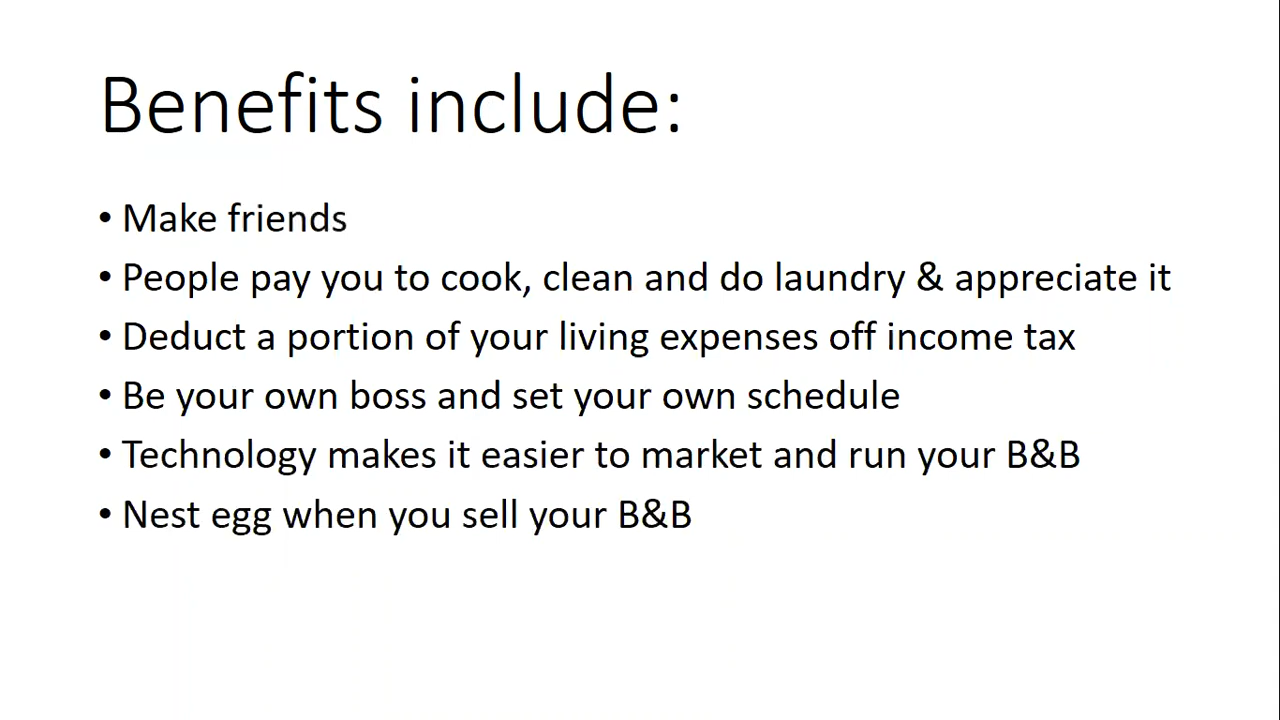 Benefits include:
• Make friends
• People pay you to cook, clean and do laundry & appreciate it
• Deduct a portion of your living expenses off income tax
• Be your own boss and set your own schedule
• Technology makes it easier to market and run your B&B
• Nest egg when you sell your B&B